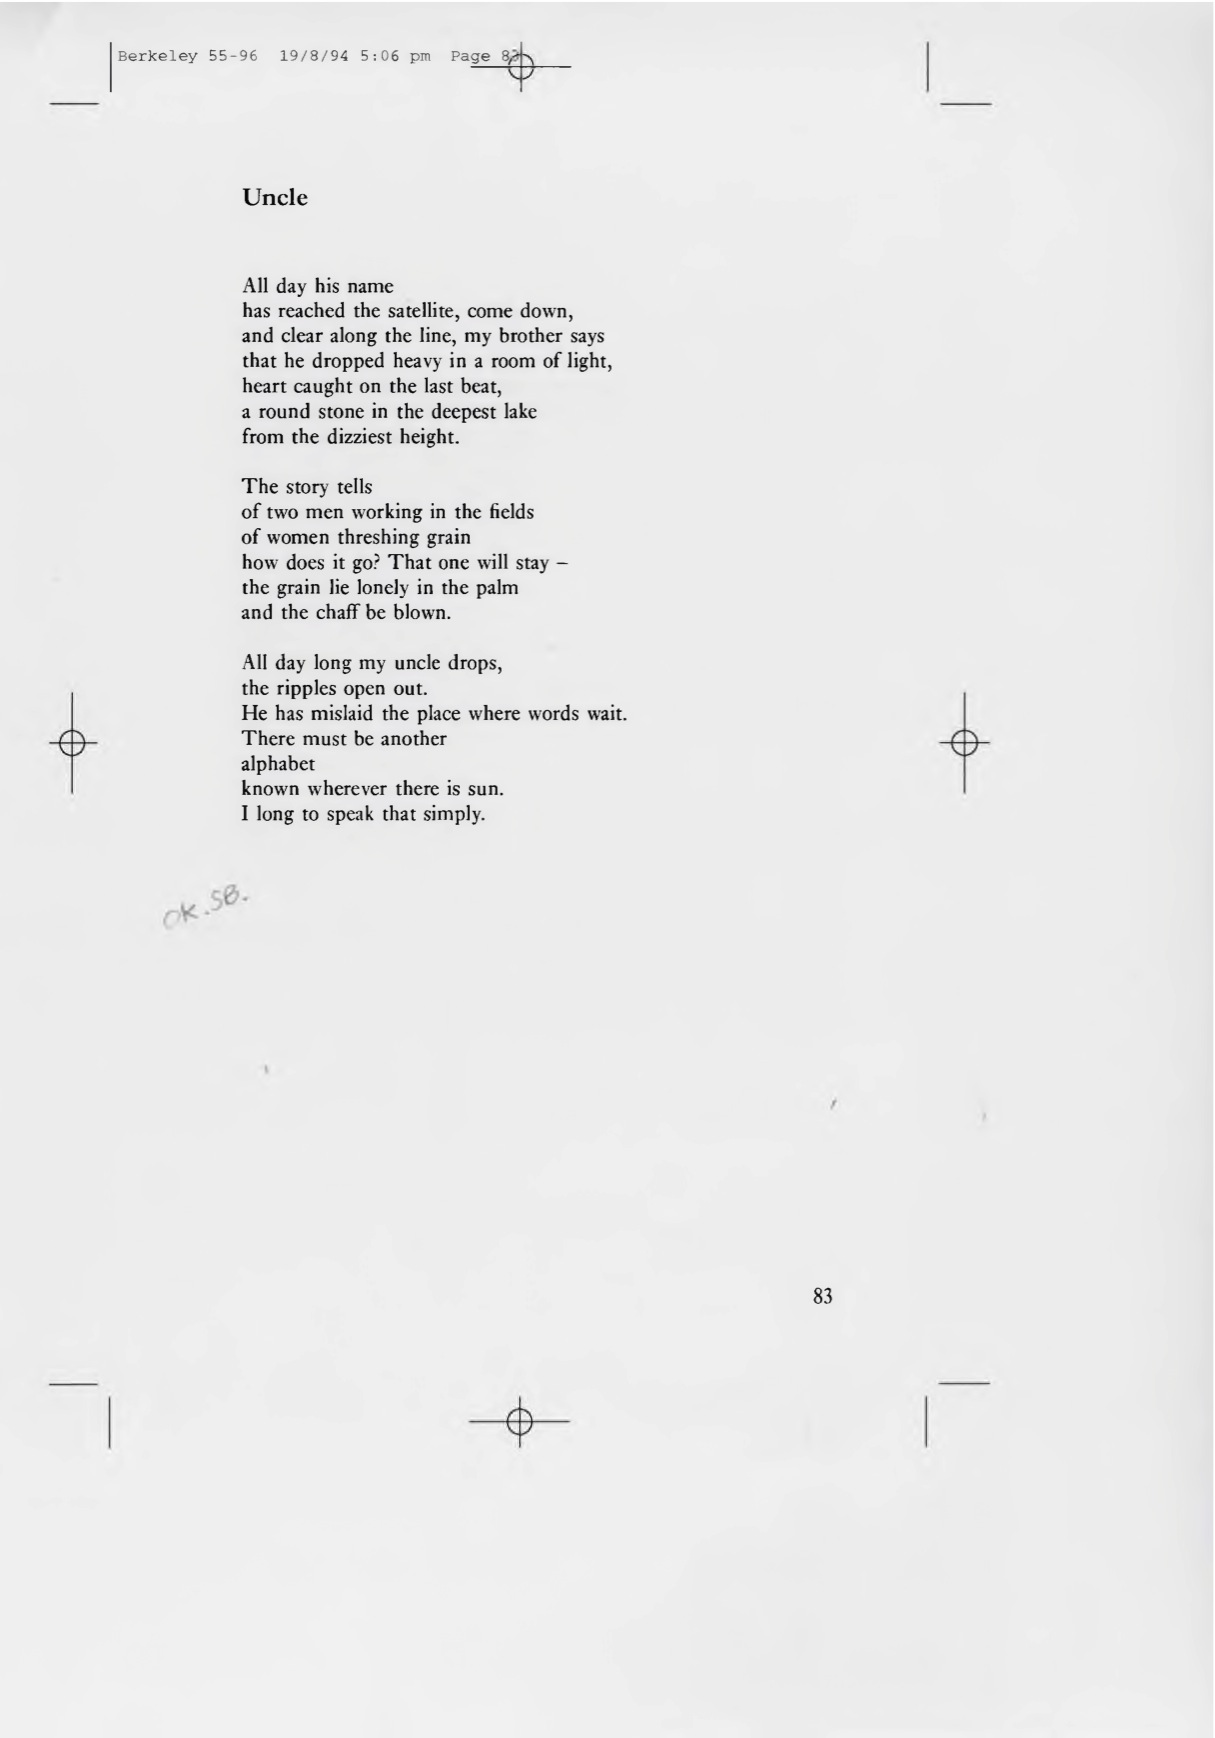 Berkeley 55-96 19/8/94 5:06 pm Page 83
Uncle
All day his name
has reached the satellite, come down,
and clear along the line, my brother says
that he dropped heavy in a room of light,
heart caught on the last beat,
a round stone in the deepest lake
from the dizziest height.
The story tells
of two men working in the fields
of women threshing grain
how does it go? That one will stay –
the grain lie lonely in the palm
and the chaff be blown.
All day long my uncle drops,
the ripples open out.
He has mislaid the place where words wait.
There must be another
alphabet
known wherever there is sun.
I long to speak that simply.
OK. SB.
83